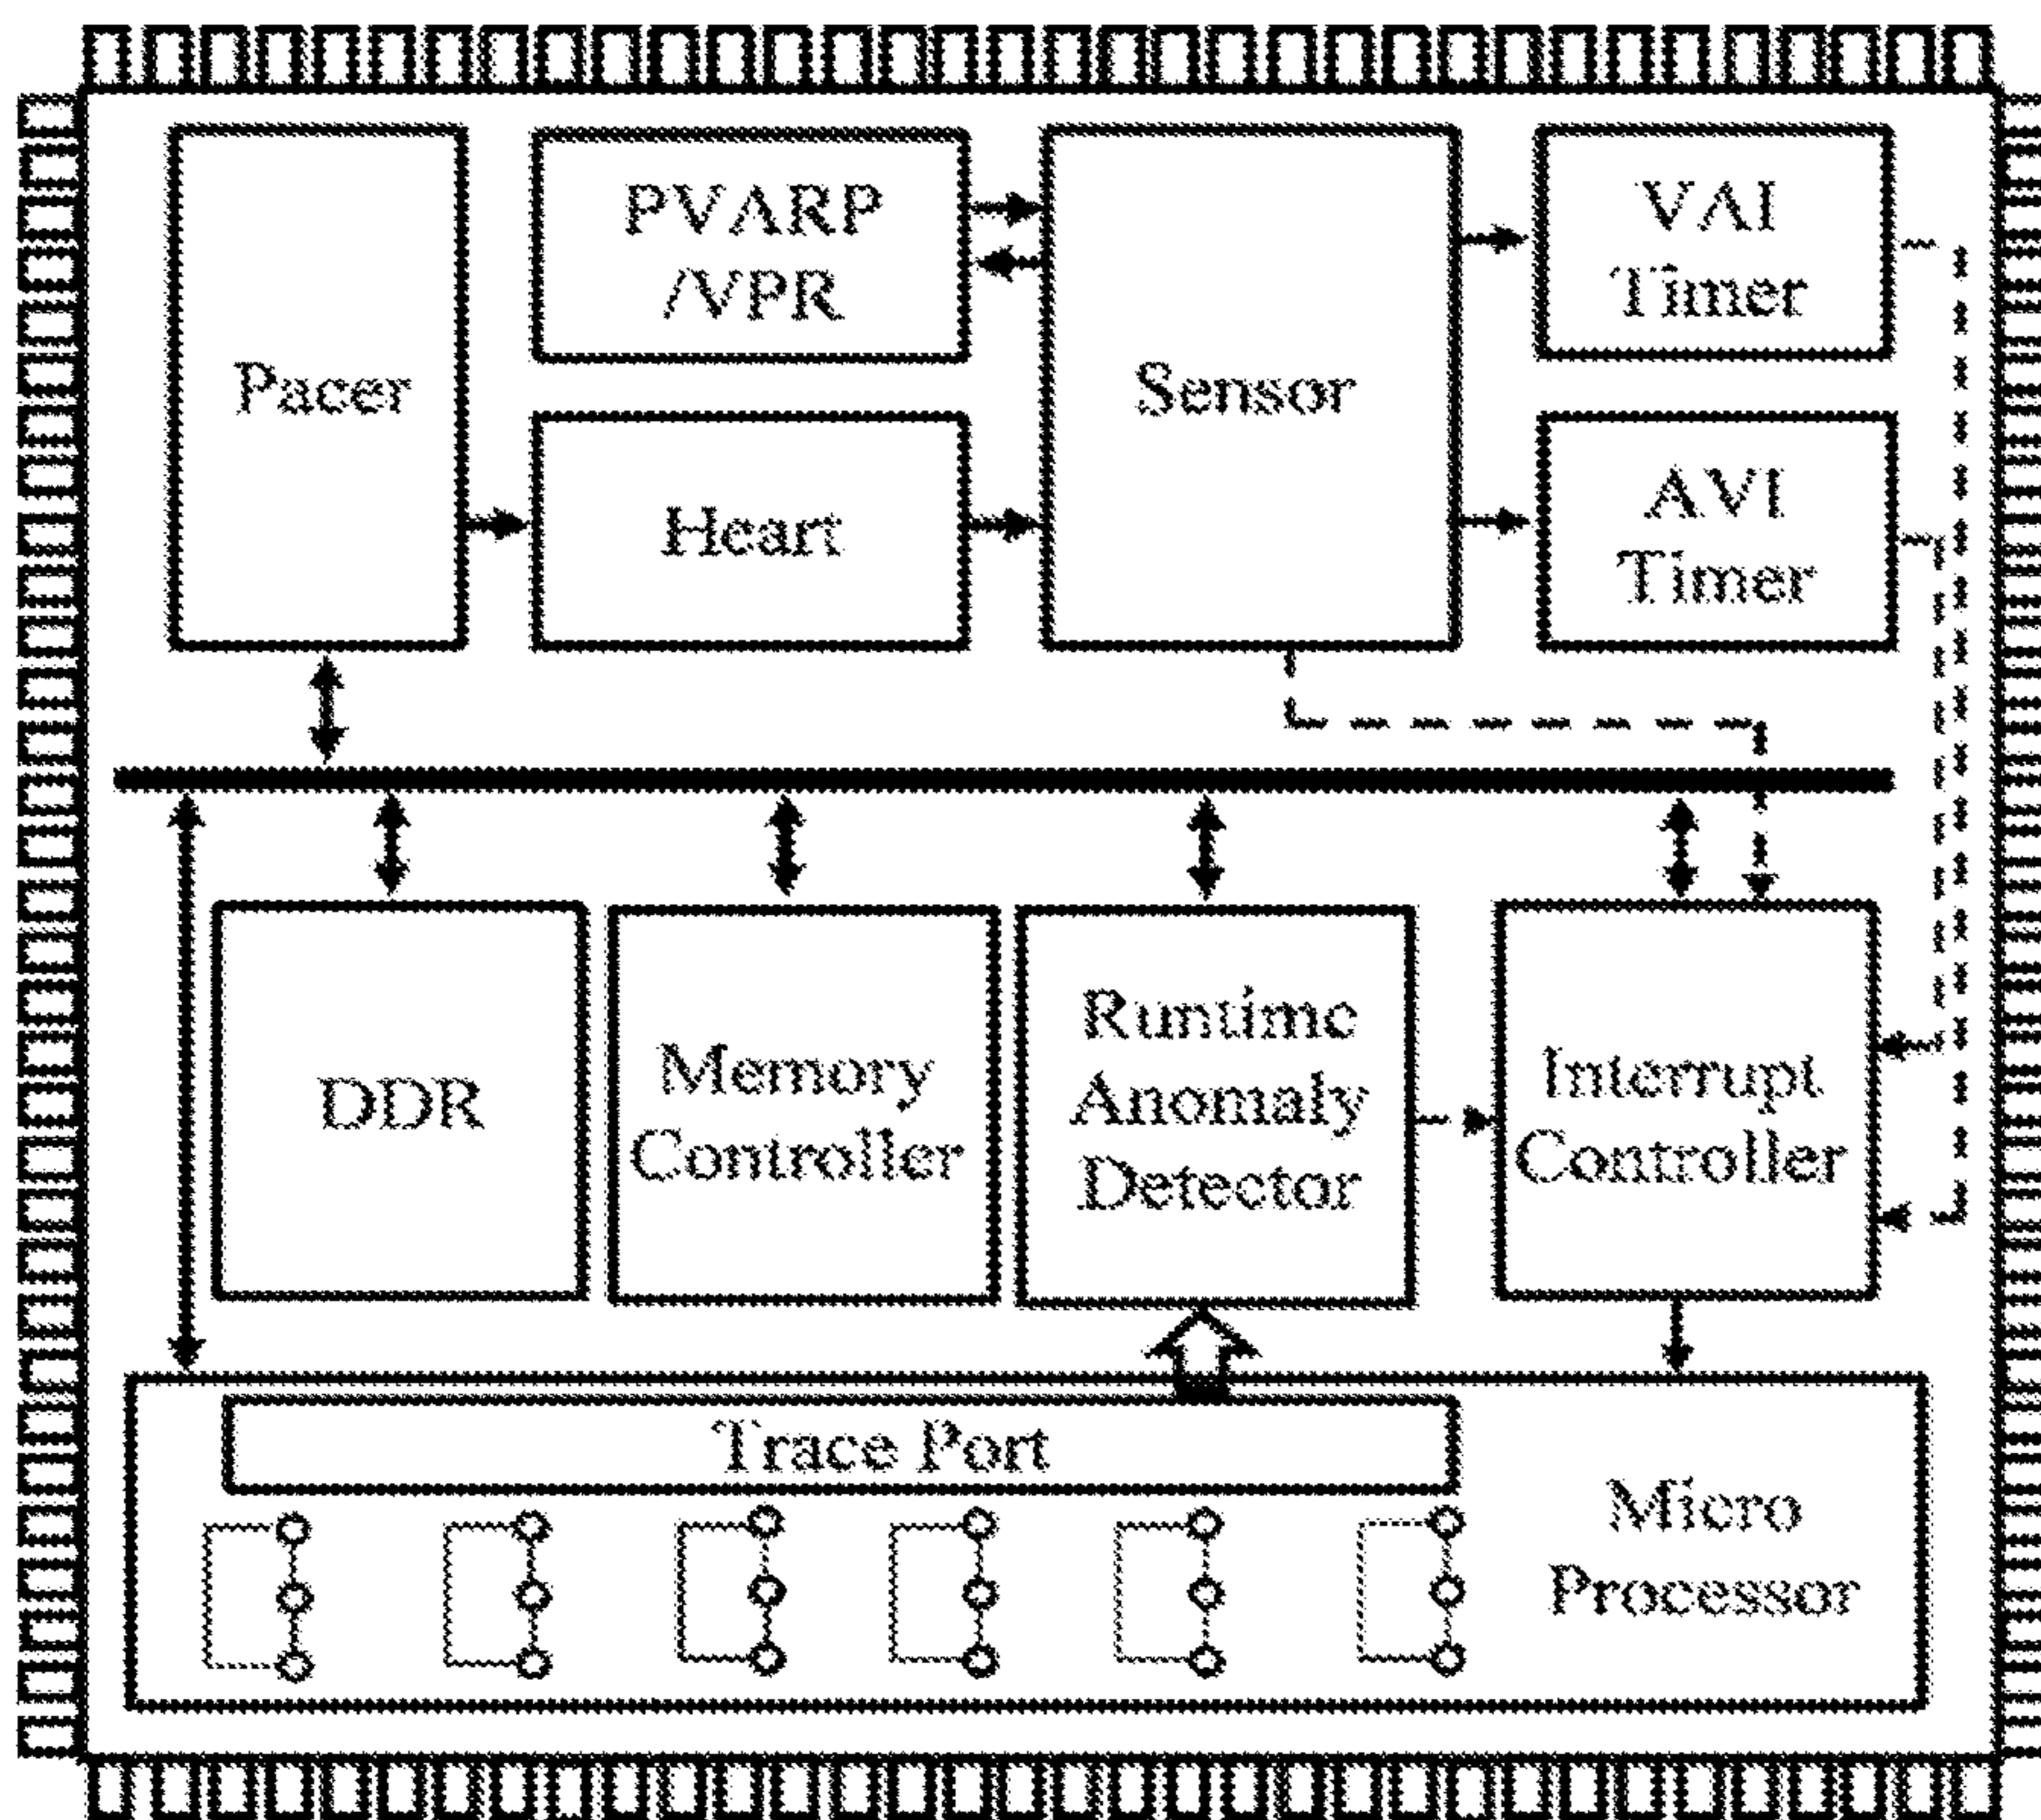 Pacer
PVARP
/VPR
Heart
Sensor
VAI
Timer
AVI
Timer
DDR
Memory
Controller
Runtime
Anomaly
Detector
Interrupt
Controller
Trace Port
Micro
Processor